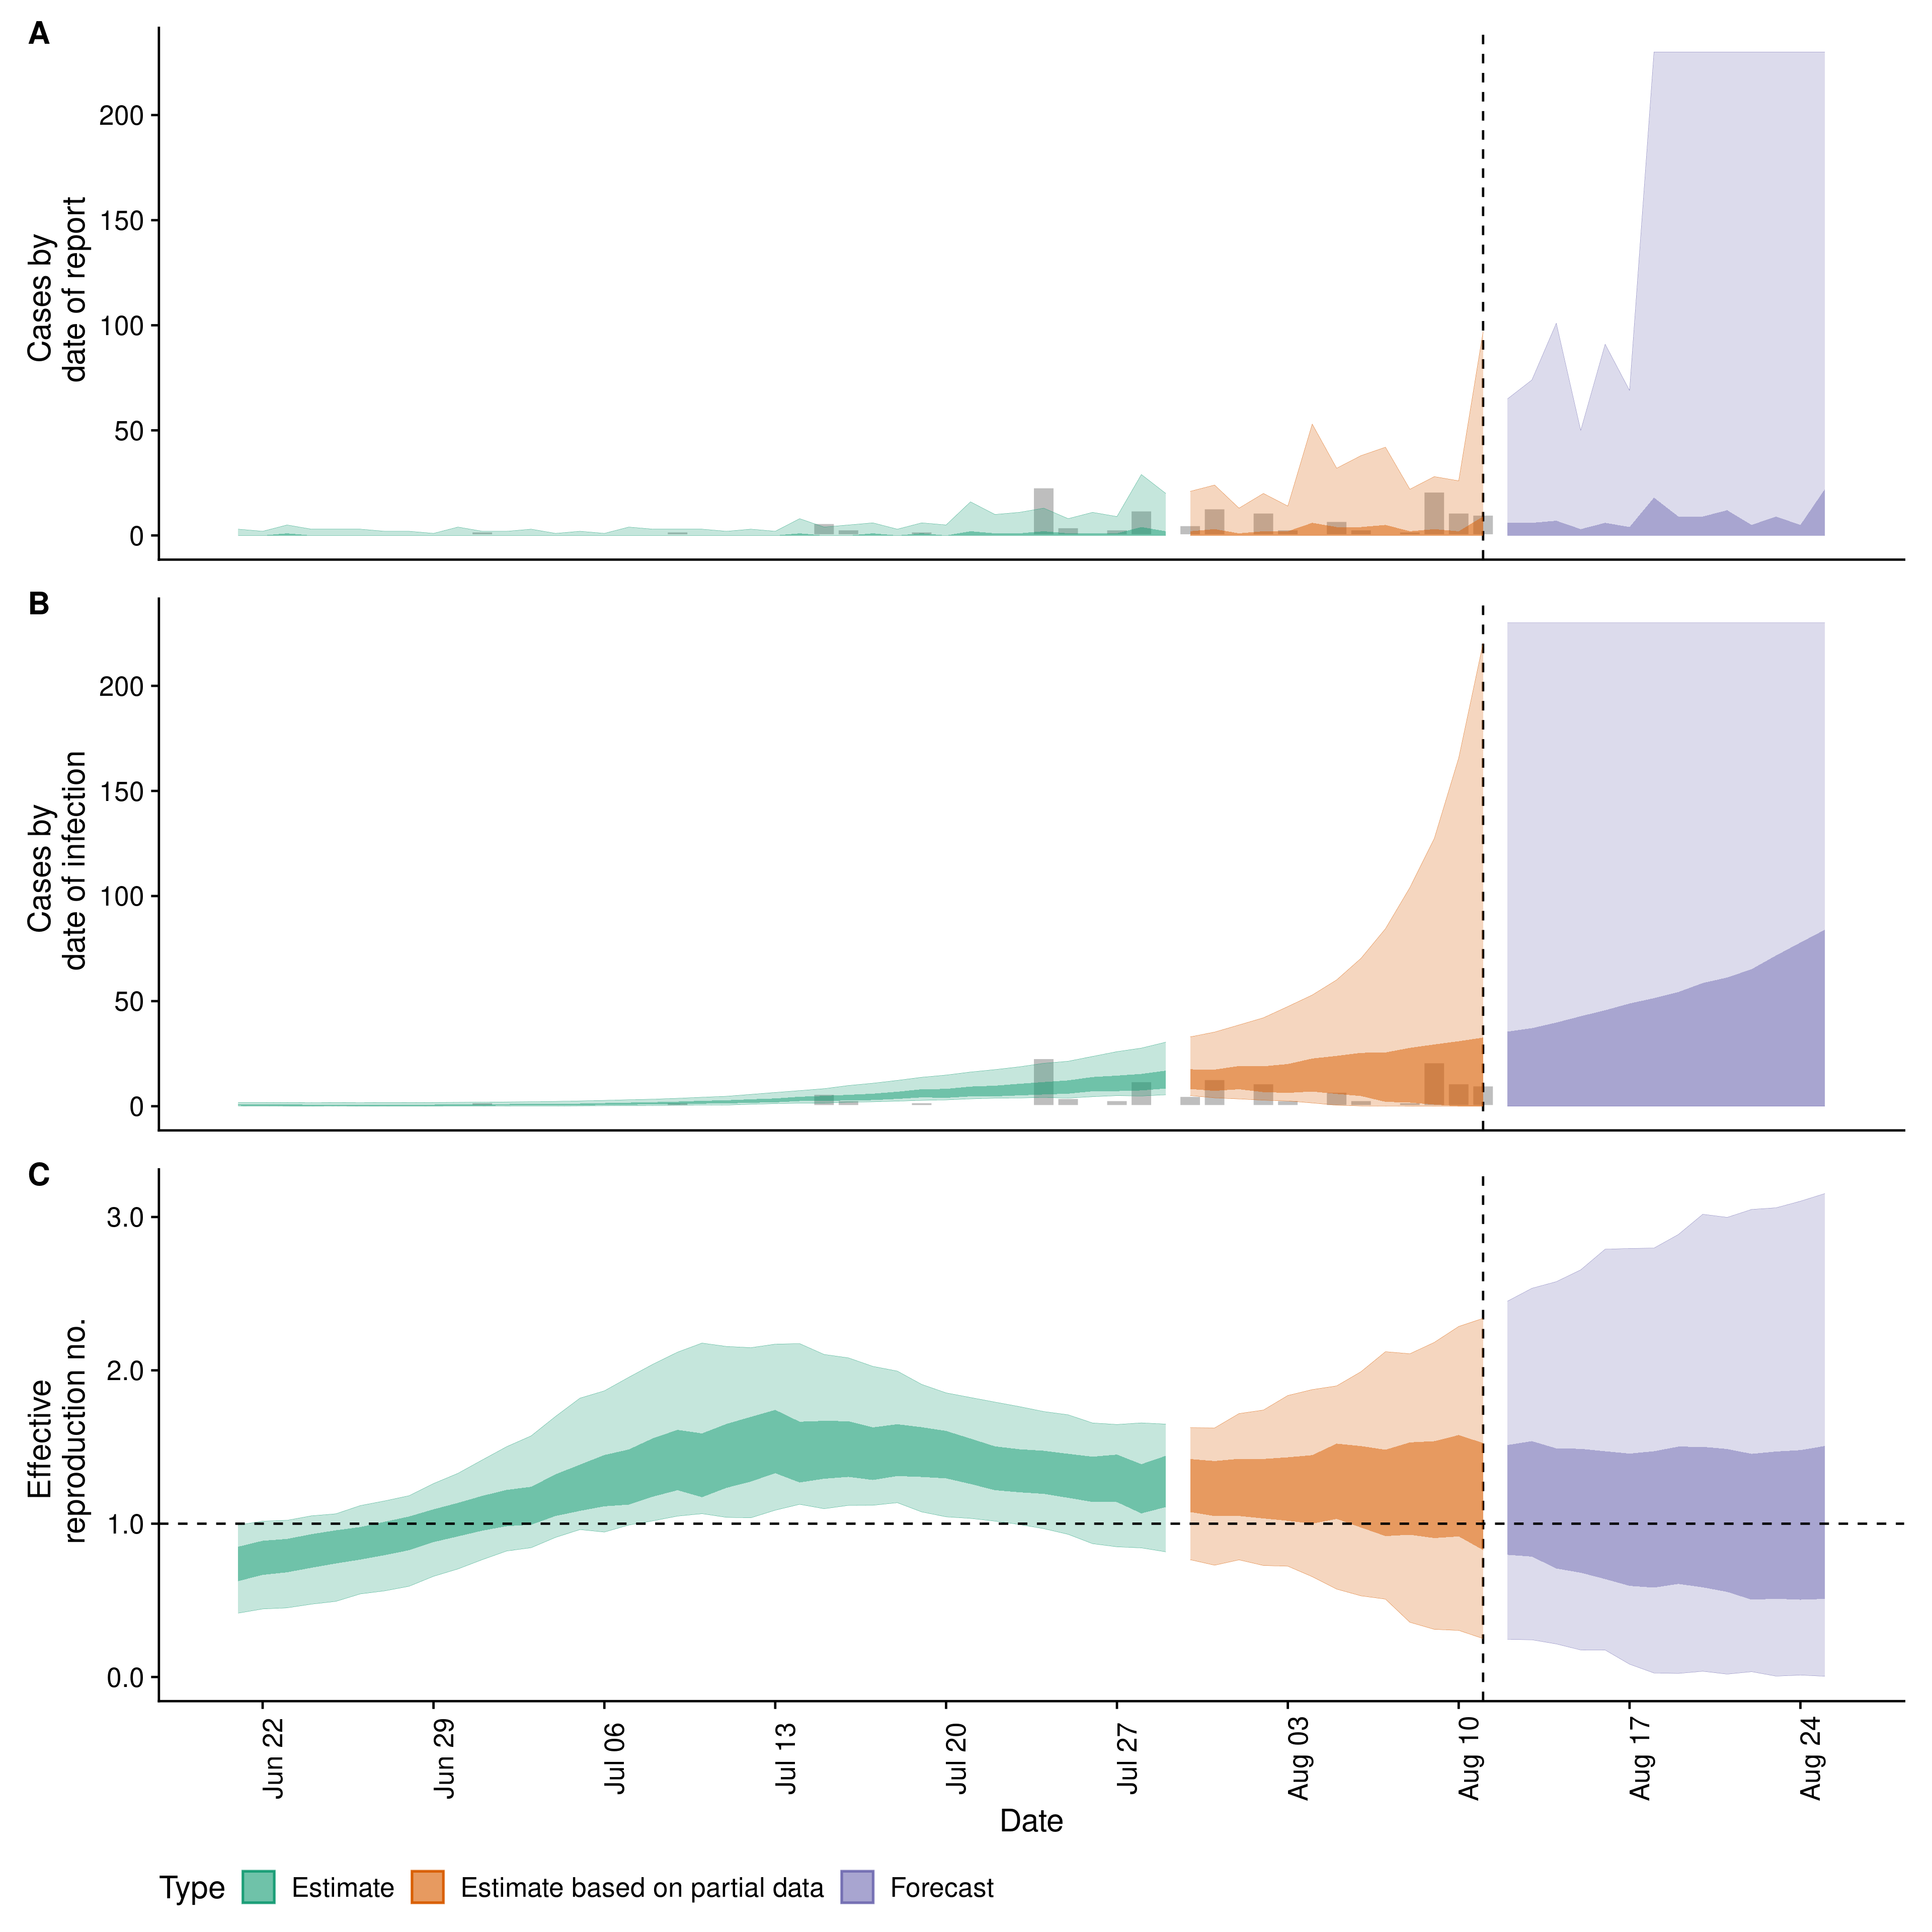 A
Cases by
date of report
200
150
100
50
0
B
Cases by
date of infection
200
150
100
50
0
C
Effective
reproduction no.
3.0
2.0
1.0
0.0
Jun 22
Jun 29
Jul 06
Jul 13
Jul 20
Jul 27
Aug 03
Aug 10
Aug 17
Aug 24
Date
Type Estimate Estimate based on partial data Forecast